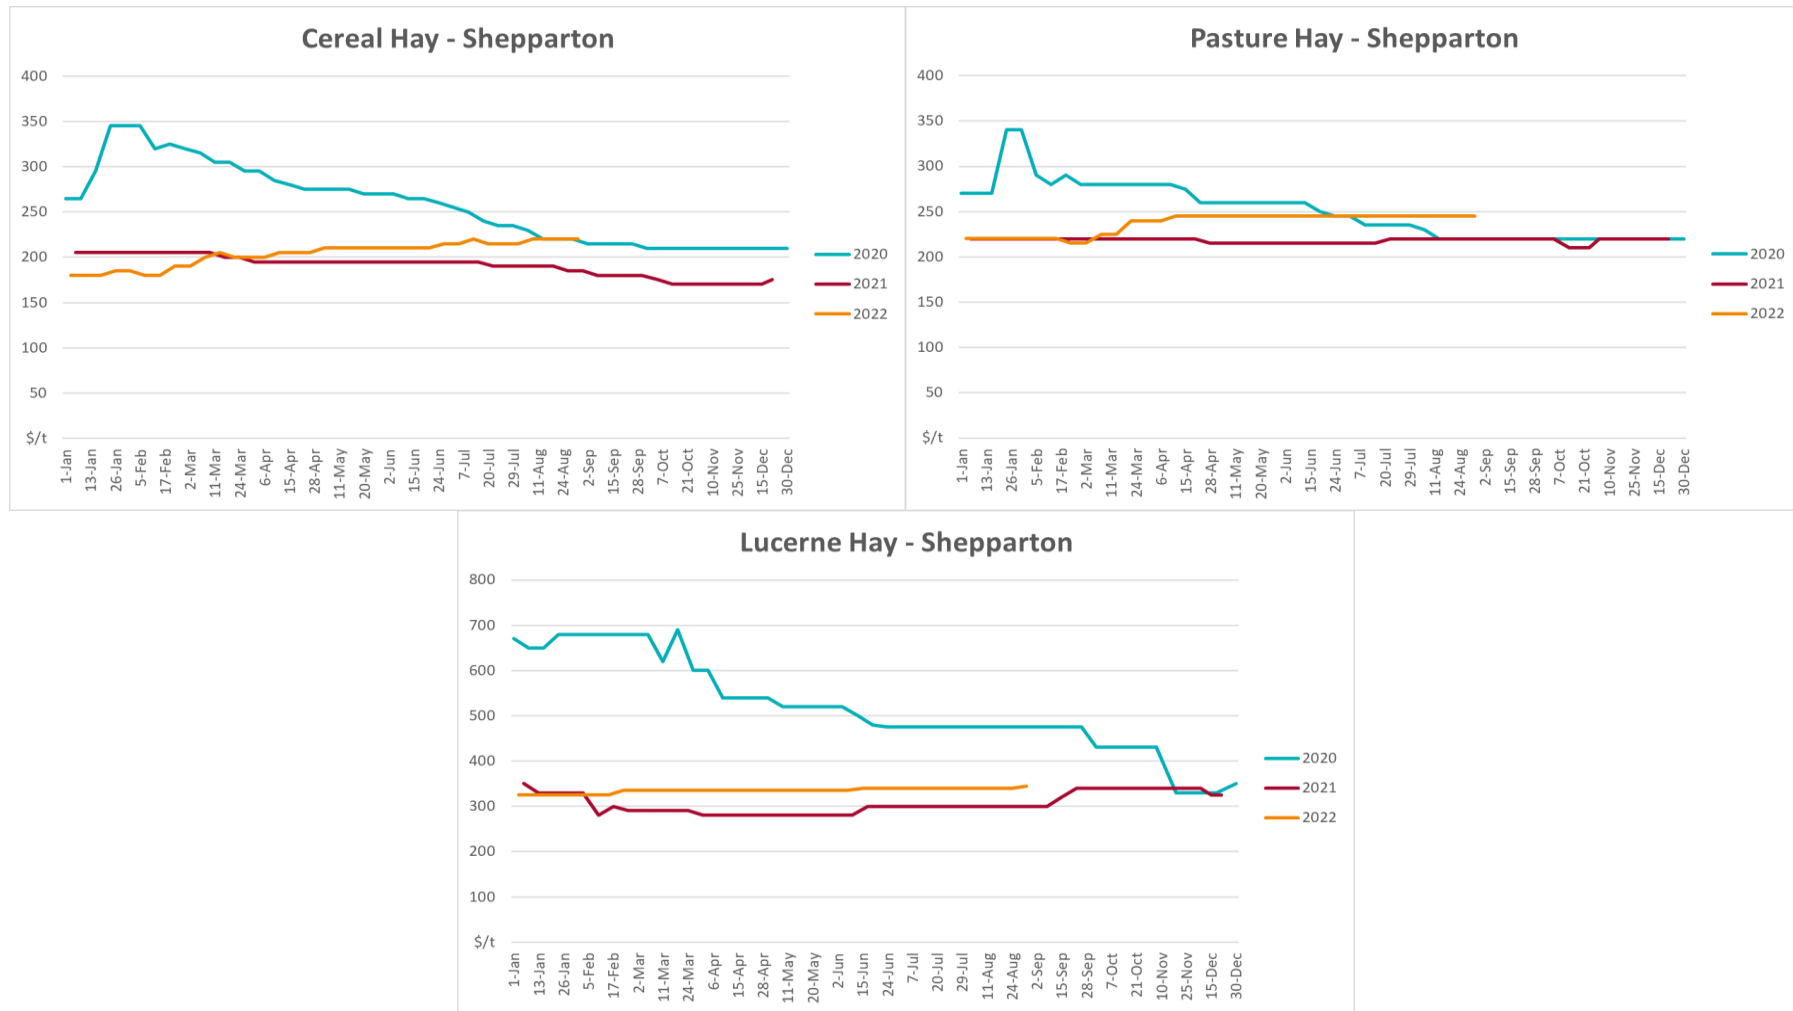 Cereal Hay - Shepparton
400
350
300
250
200
150
100
50
$/t
1-Jan
13-Jan
26-Jan
5-Feb
17-Feb
2-Mar
11-Mar
24-Mar
6-Apr
15-Apr
28-Apr
11-May
20-May
2-Jun
15-Jun
24-Jun
7-Jul
20-Jul
29-Jul
11-Aug
24-Aug
2-Sep
15-Sep
28-Sep
7-Oct
21-Oct
10-Nov
25-Nov
15-Dec
30-Dec
2020
2021
2022
Pasture Hay - Shepparton
400
350
300
250
200
150
100
50
$/t
1-Jan
13-Jan
26-Jan
5-Feb
17-Feb
2-Mar
11-Mar
24-Mar
6-Apr
15-Apr
28-Apr
11-May
20-May
2-Jun
15-Jun
24-Jun
7-Jul
20-Jul
29-Jul
11-Aug
24-Aug
2-Sep
15-Sep
28-Sep
7-Oct
21-Oct
10-Nov
25-Nov
15-Dec
30-Dec
2020
2021
2022
Lucerne Hay - Shepparton
800
700
600
500
400
300
200
100
$/t
1-Jan
13-Jan
26-Jan
5-Feb
17-Feb
2-Mar
11-Mar
24-Mar
6-Apr
15-Apr
28-Apr
11-May
20-May
2-Jun
15-Jun
24-Jun
7-Jul
20-Jul
29-Jul
11-Aug
24-Aug
2-Sep
15-Sep
28-Sep
7-Oct
21-Oct
10-Nov
25-Nov
15-Dec
30-Dec
2020
2021
2022